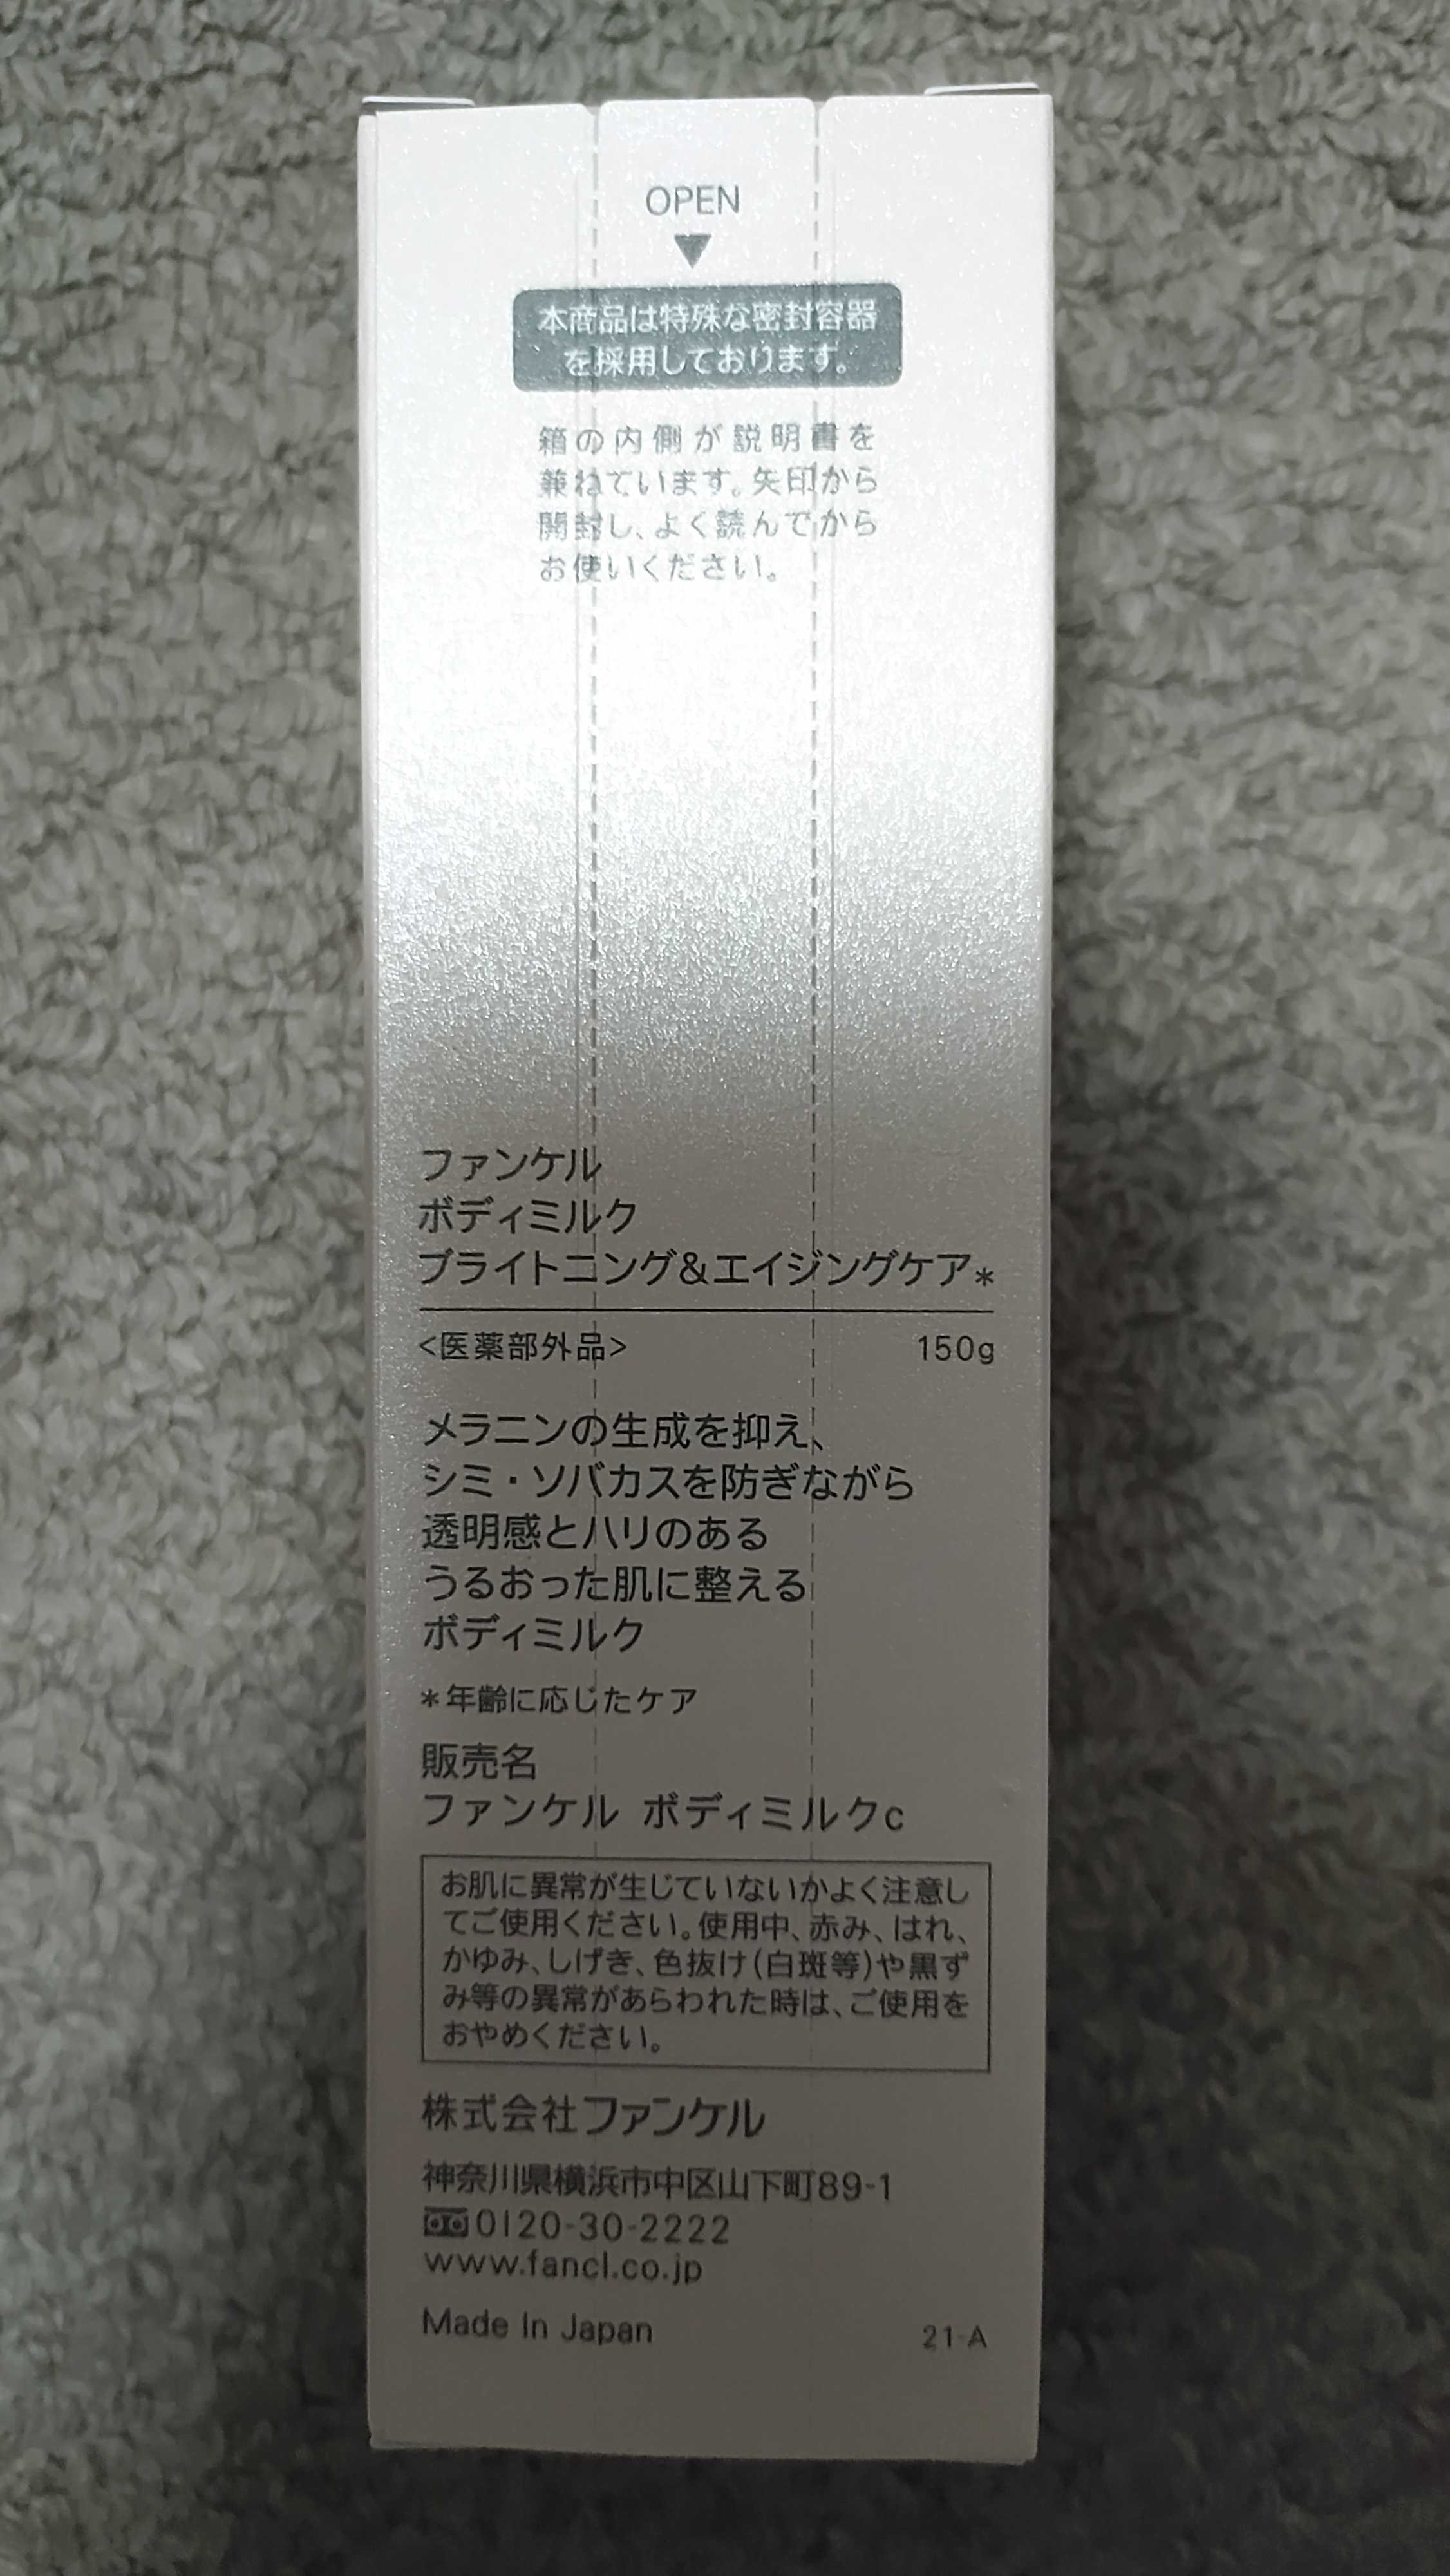 OPEN
本商品は特殊な密封容器
を採用しております。
箱の内側が説明書を
兼ねています。矢印から
開封し、よく読んでから
お使いください。
ファンケル
ボディミルク
ブライトニング&エイジングケア*
<医薬部外品> 150g
メラニンの生成を抑え、
シミ・ソバカスを防ぎながら
透明感とハリのある
うるおった肌に整える
ボディミルク
*年齢に応じたケア
販売名
ファンケル ボディミルクc
お肌に異常が生じていないかよく注意し
てご使用ください。使用中、赤み、はれ、
かゆみ、しげき、色抜け(白斑等)や黒ず
み等の異常があらわれた時は、ご使用を
おやめください。
株式会社ファンケル
神奈川県横浜市中区山下町89-1
0120-30-2222
www.fancl.co.jp
Made In Japan 21-A